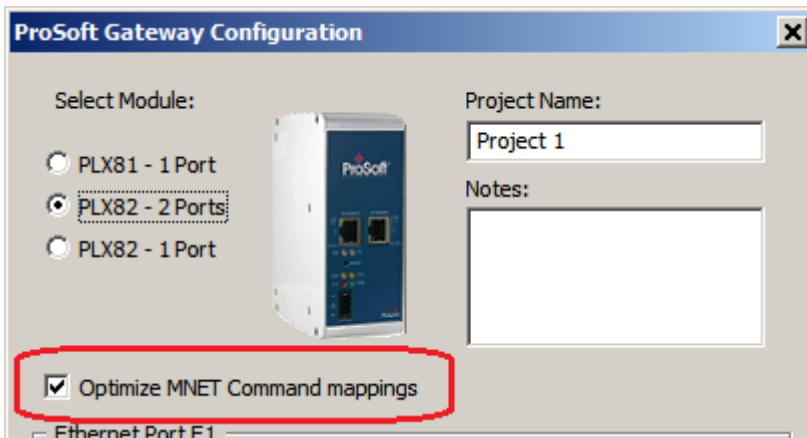 ProSoft Gateway Configuration
Select Module:
PLX81 - 1 Port
PLX82 - 2 Ports
PLX82 - 1 Port
ProSoft
Project Name:
Project 1
Notes:
Optimize MNET Command mappings
Ethernet Port E1